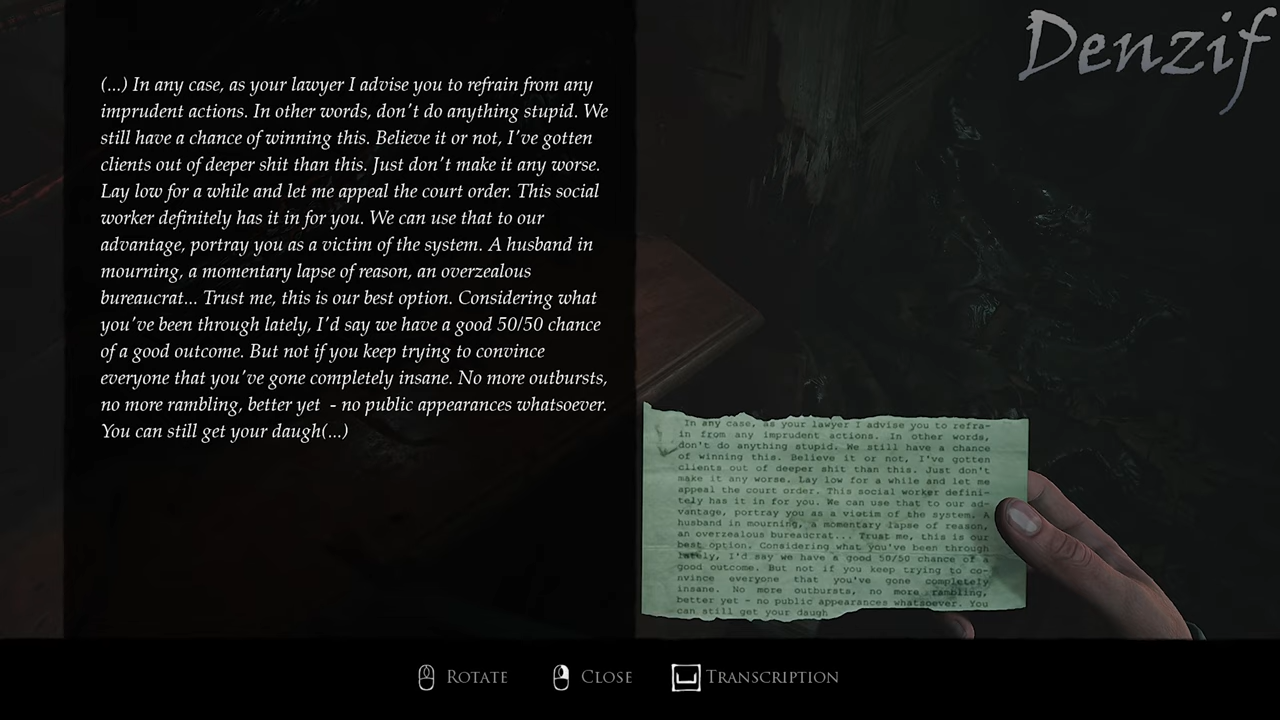 Denzif
(...) In any case, as your lawyer I advise you to refrain from any
imprudent actions. In other words, don't do anything stupid. We
still have a chance of winning this. Believe it or not, I've gotten
clients out of deeper shit than this. Just don't make it any worse.
Lay low for a while and let me appeal the court order. This social
worker definitely has it in for you. We can use that to our
advantage, portray you as a victim of the system. A husband in
mourning, a momentary lapse of reason, an overzealous
bureaucrat... Trust me, this is our best option. Considering what
you've been through lately, I'd say we have a good 50/50 chance
of a good outcome. But not if you keep trying to convince
everyone that you've gone completely insane. No more outbursts,
no more rambling, better yet  - no public appearances whatsoever.
You can still get your daugh(...)
In any case, as your lawyer I advise you to refra-
in from any imprudent actions. In other words,
don't do anything stupid. We still have a chance
of winning this. Believe it or not, I've gotten
clients out of deeper shit than this. Just don't
make it any worse. Lay low for a while and let me
appeal the court order. This social worker defini-
tely has it in for you. We can use that to our ad-
vantage, portray you as a victim of the system. A
husband in mourning, a momentary lapse of reason,
an overzealous bureaucrat... Trust me, this is our
best option. Considering what you've been through
lately, I'd say we have a good 50/50 chance of a
good outcome. But not if you keep trying to co-
nvince everyone that you've gone completely
insane. No more outbursts, no more rambling,
better yet - no public appearances whatsoever. You
can still get your daugh
ROTATE
CLOSE
TRANSCRIPTION